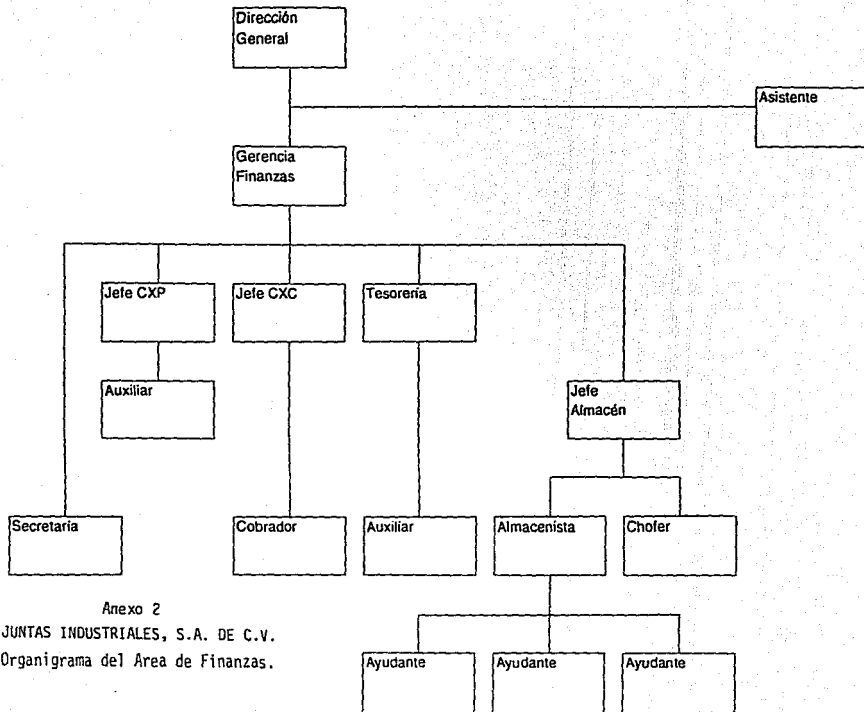 Dirección
General
Asistente
Gerencia
Finanzas
Jefe CXP
Jefe CXC
Tesorería
Auxiliar
Jefe
Almacén
Secretaría
Cobrador
Auxiliar
Almacenista
Chofer
Anexo 2
JUNTAS INDUSTRIALES, S.A. DE C.V.
Organigrama del Area de Finanzas.
Ayudante
Ayudante
Ayudante